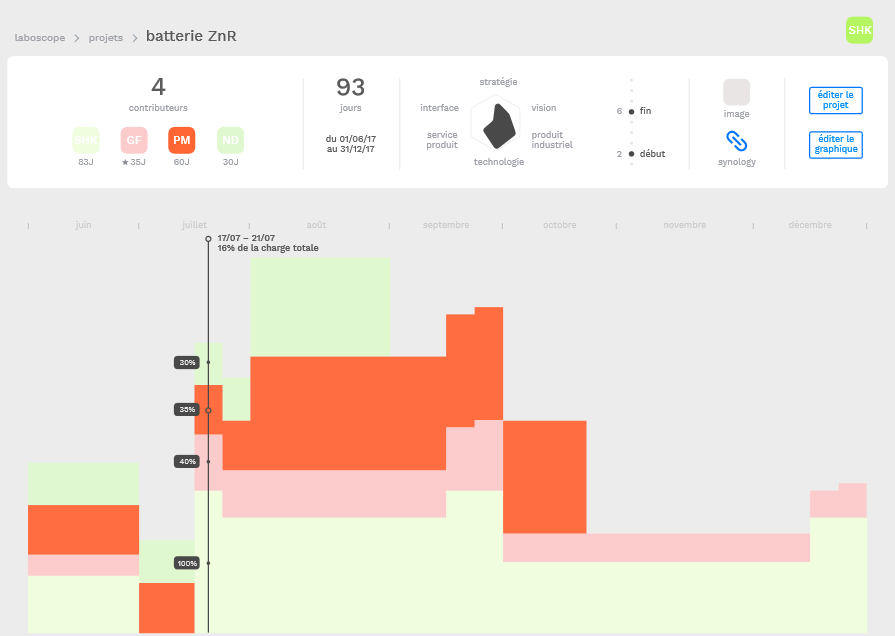 laboscope
projets
batterie ZnR
SHK
4
contributeurs
SHK
GF
PM
ND
83J
★35J
60J
30J
93
jours
du 01/06/17
au 31/12/17
stratégie
interface
vision
service
produit
produit
industriel
technologie
6
fin
2
début
image
synology
éditer le
projet
éditer le
graphique
juin
juillet
août
septembre
octobre
novembre
décembre
17/07 – 21/07
16% de la charge totale
30%
35%
40%
100%